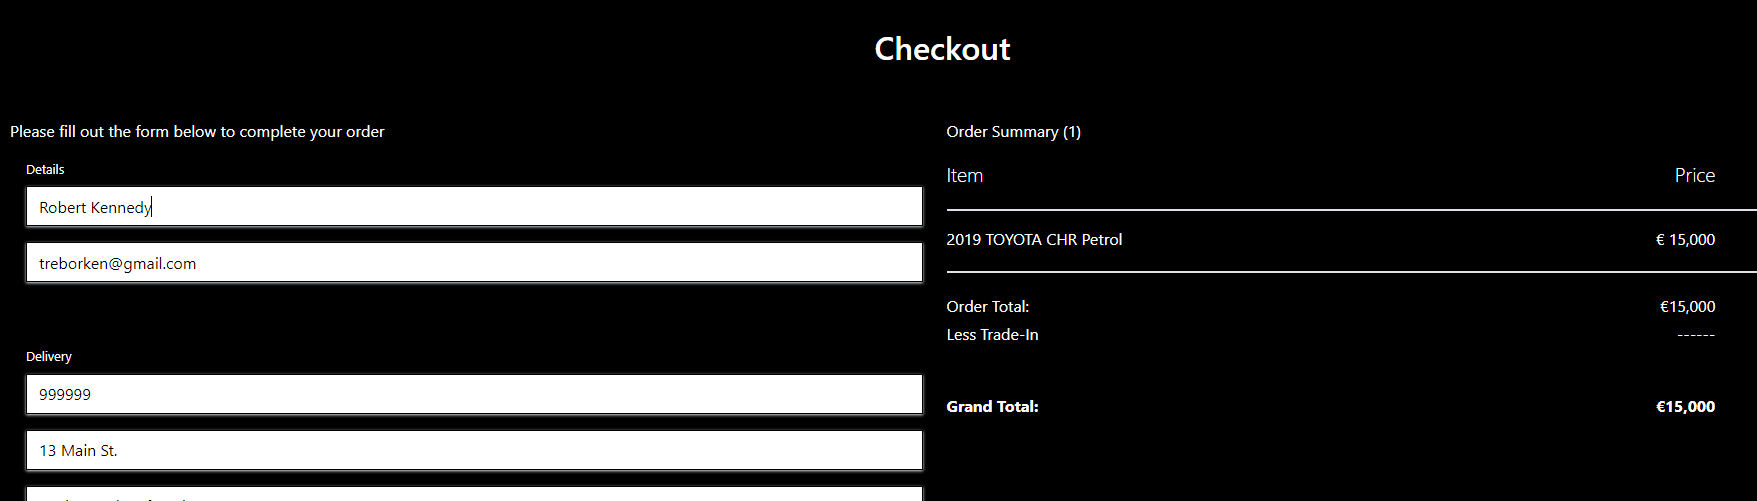 Checkout
Please fill out the form below to complete your order
Details
Robert Kennedy
treborken@gmail.com
Delivery
999999
13 Main St.
Order Summary (1)
Item Price
2019 TOYOTA CHR Petrol € 15,000
Order Total: €15,000
Less Trade-In ------
Grand Total: €15,000